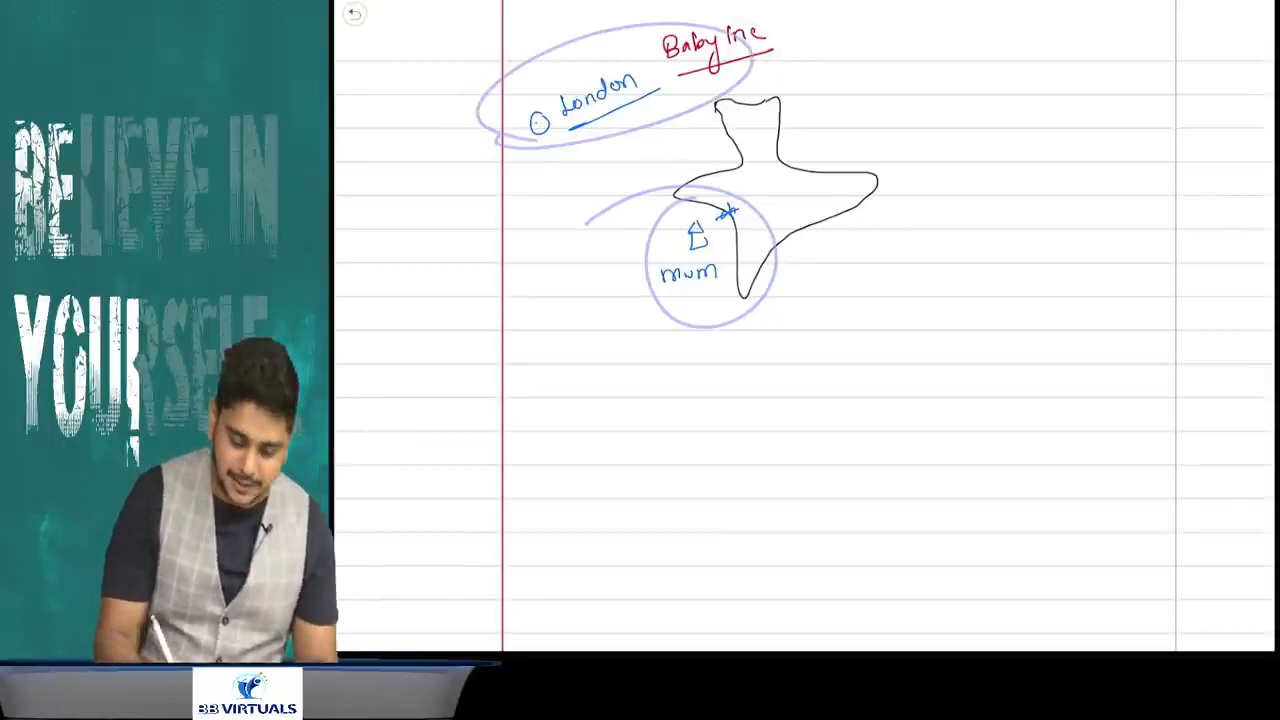 BELIEVE IN
YOURSELF
Baby Inc
London
mum
BB VIRTUALS